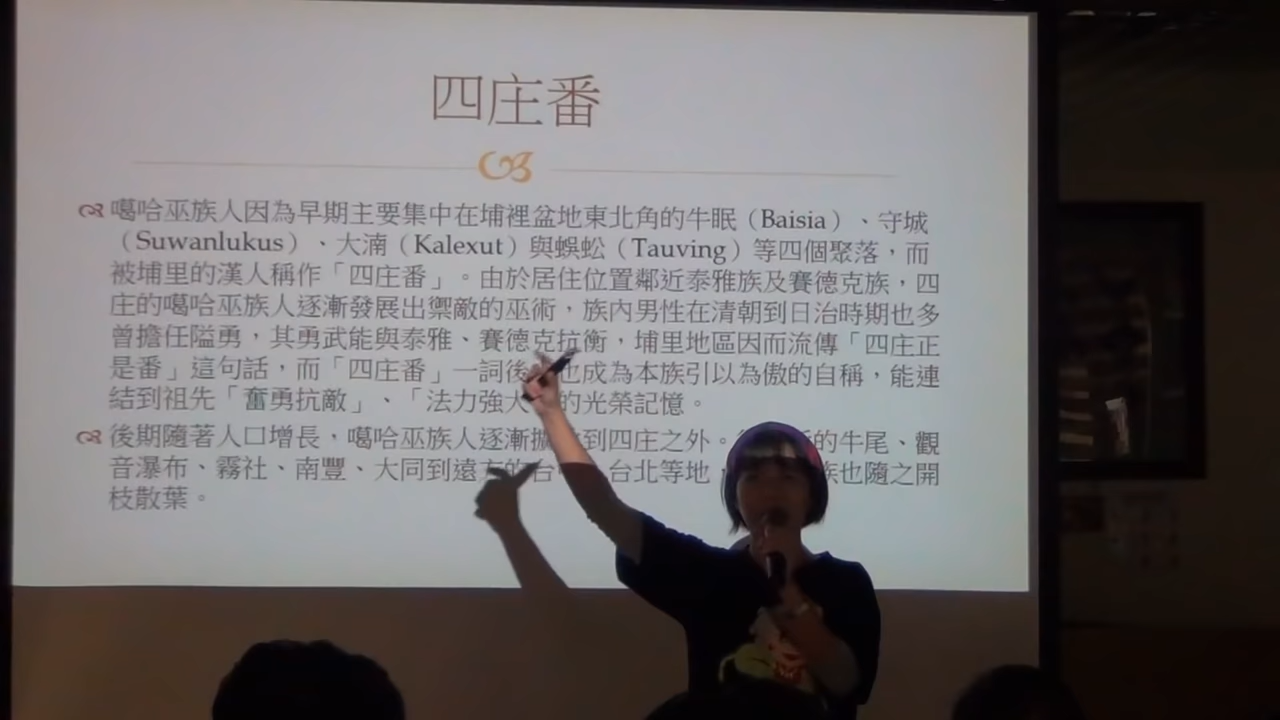 四庄番
噶哈巫族人因為早期主要集中在埔裡盆地東北角的牛眠（Baisia）、守城
（Suwanlukus）、大湳（Kalexut）與蜈蚣（Tauving）等四個聚落，而
被埔里的漢人稱作「四庄番」。由於居住位置鄰近泰雅族及賽德克族，四
庄的噶哈巫族人逐漸發展出禦敵的巫術，族內男性在清朝到日治時期也多
曾擔任隘勇，其勇武能與泰雅、賽德克抗衡，埔里地區因而流傳「四庄正
是番」這句話，而「四庄番」一詞後也成為本族引以為傲的自稱，能連
結到祖先「奮勇抗敵」、「法力強大的光榮記憶。
後期隨著人口增長，噶哈巫族人逐漸擴到四庄之外。的牛尾、觀
音瀑布、霧社、南豐、大同到遠方的台台北等地族也隨之開
枝散葉。